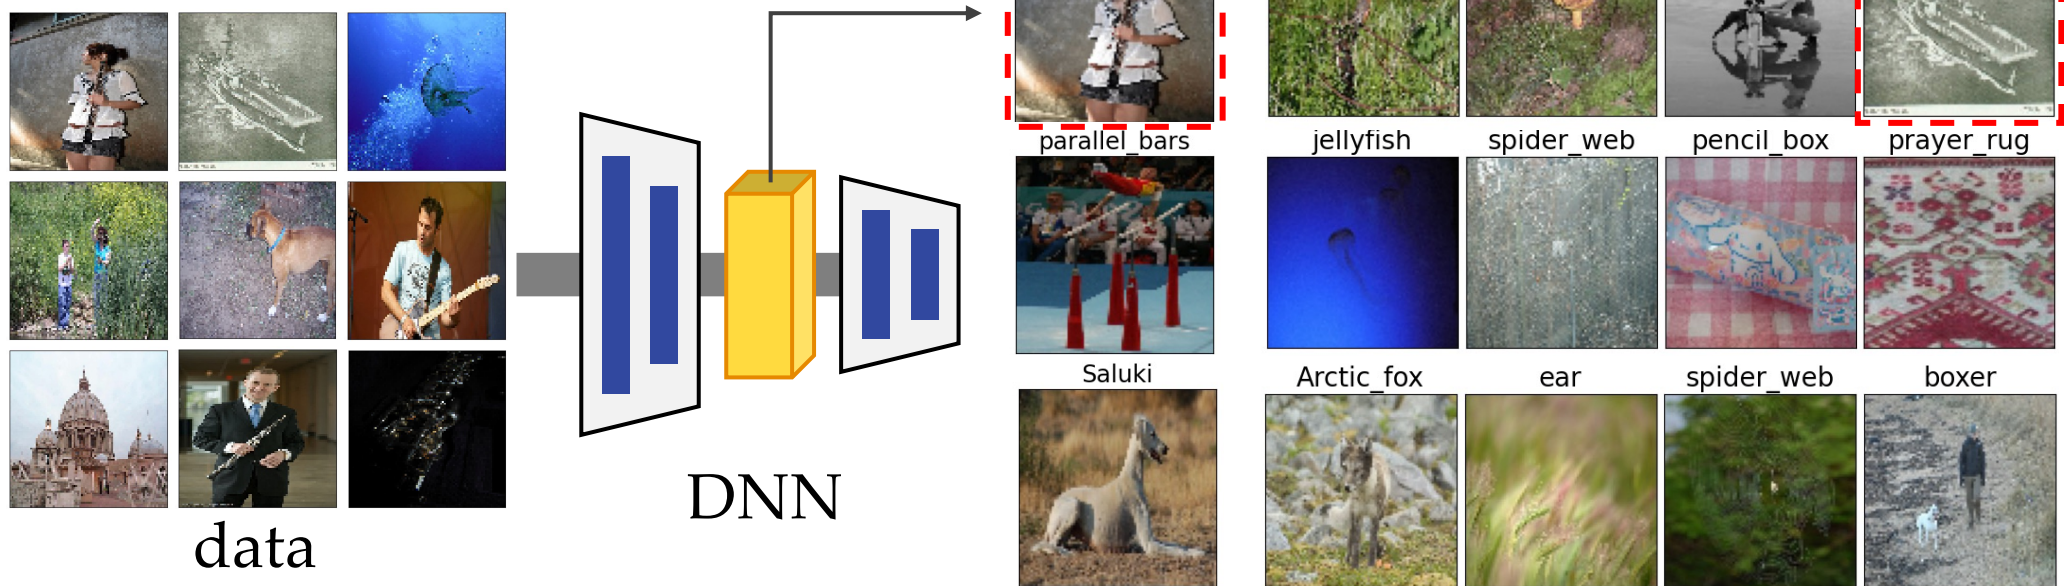 parallel_bars
jellyfish
spider_web
pencil_box
prayer_rug
Saluki
Arctic_fox
ear
spider_web
boxer
DNN
data